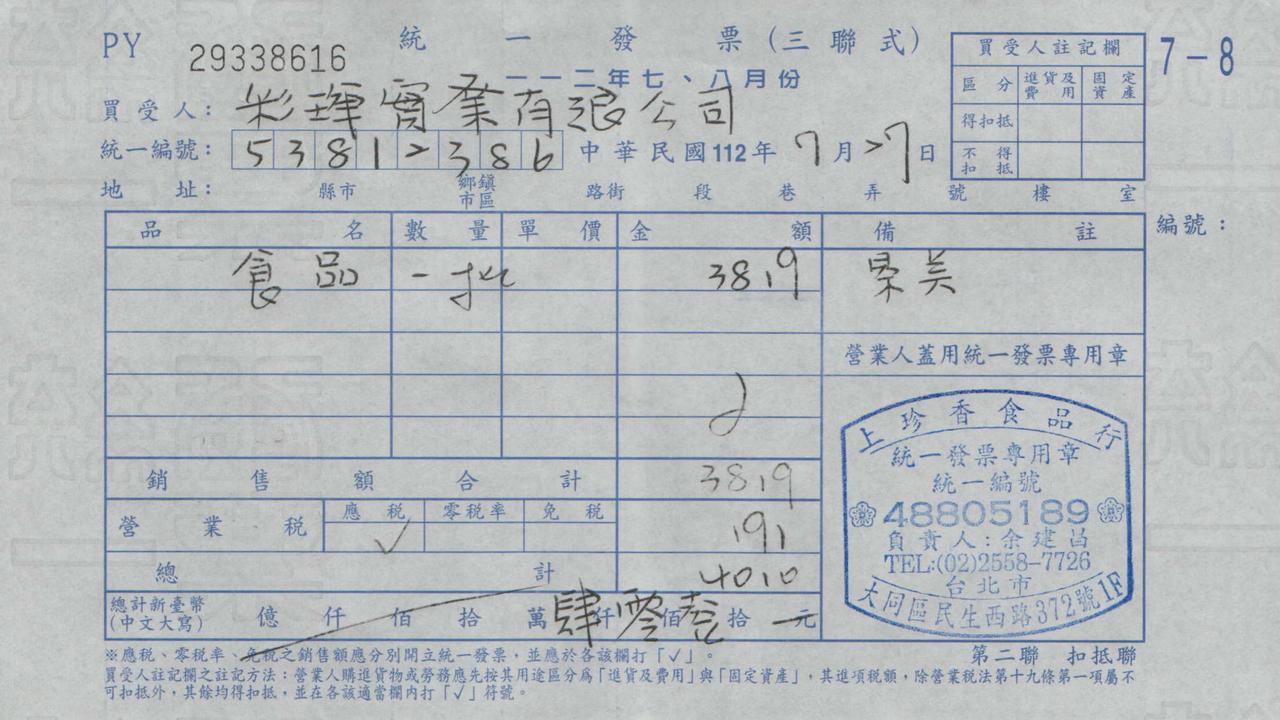 PY 29338616 統一發票(三聯式)
一一二年七、八月份
7-8
買受人註記欄
區分 進貨及費用 固定資產
得扣抵
不得扣抵
買受人: 彩琿實業有限公司
統一編號: 53812386 中華民國112年7月27日
地址: 縣市 鄉鎮市區 路街 段 巷 弄 號 樓 室
編號:
品名 數量 單價 金額 備註
食品 一批 3819
營業人蓋用統一發票專用章
銷售額合計 3819
營業稅 應稅 零稅率 免稅 191
✓
總計 4010
總計新臺幣(中文大寫) 億 仟 佰 拾 萬 肆 仟 零 佰 拾 元
上珍香食品行
統一發票專用章
統一編號
48805189
負責人:余建昌
TEL:(02)2558-7726
台北市
大同區民生西路372號1F
※應稅、零稅率、免稅之銷售額應分別開立統一發票,並應於各該欄打「✓」。
第二聯 扣抵聯
買受人註記欄之註記方法:營業人購進貨物或勞務應先按其用途區分為「進貨及費用」與「固定資產」,其進項稅額,除營業稅法第十九條第一項屬不
可扣抵外,其餘均得扣抵,並在各該適當欄內打「✓」符號。